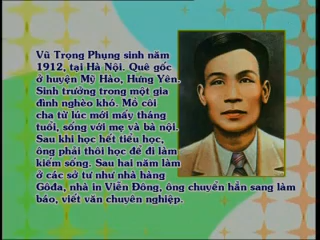 Vũ Trọng Phụng sinh năm
1912, tại Hà Nội. Quê gốc
ở huyện Mỹ Hào, Hưng Yên.
Sinh trưởng trong một gia
đình nghèo khó. Mồ côi
cha từ lúc mới mấy tháng
tuổi, sống với mẹ và bà nội.
Sau khi học hết tiểu học,
ông phải thôi học để đi làm
kiếm sống. Sau hai năm làm
ở các sở tư như nhà hàng
Gôđa, nhà in Viễn Đông, ông chuyển hẳn sang làm
báo, viết văn chuyên nghiệp.